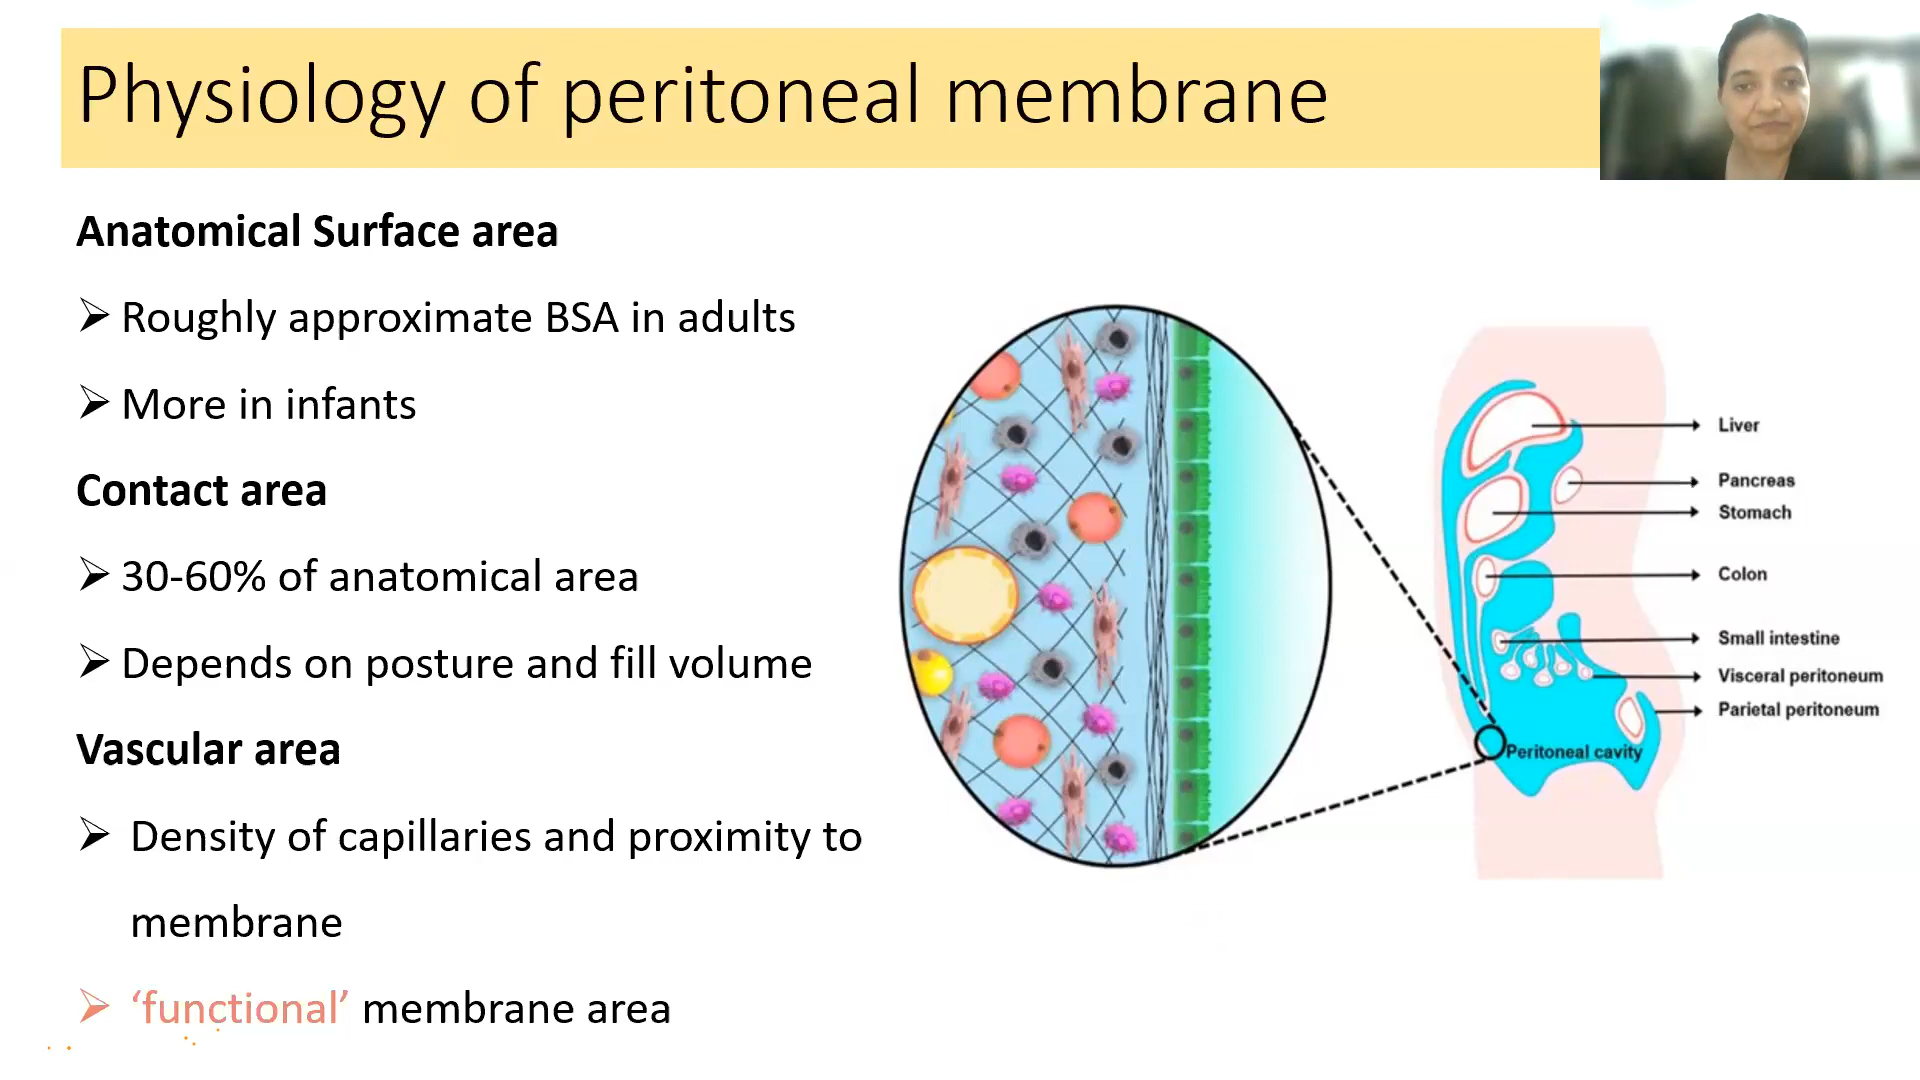 Physiology of peritoneal membrane
Anatomical Surface area
Roughly approximate BSA in adults
More in infants
Contact area
30-60% of anatomical area
Depends on posture and fill volume
Vascular area
Density of capillaries and proximity to
membrane
‘functional’ membrane area
Liver
Pancreas
Stomach
Colon
Small intestine
Visceral peritoneum
Parietal peritoneum
Peritoneal cavity